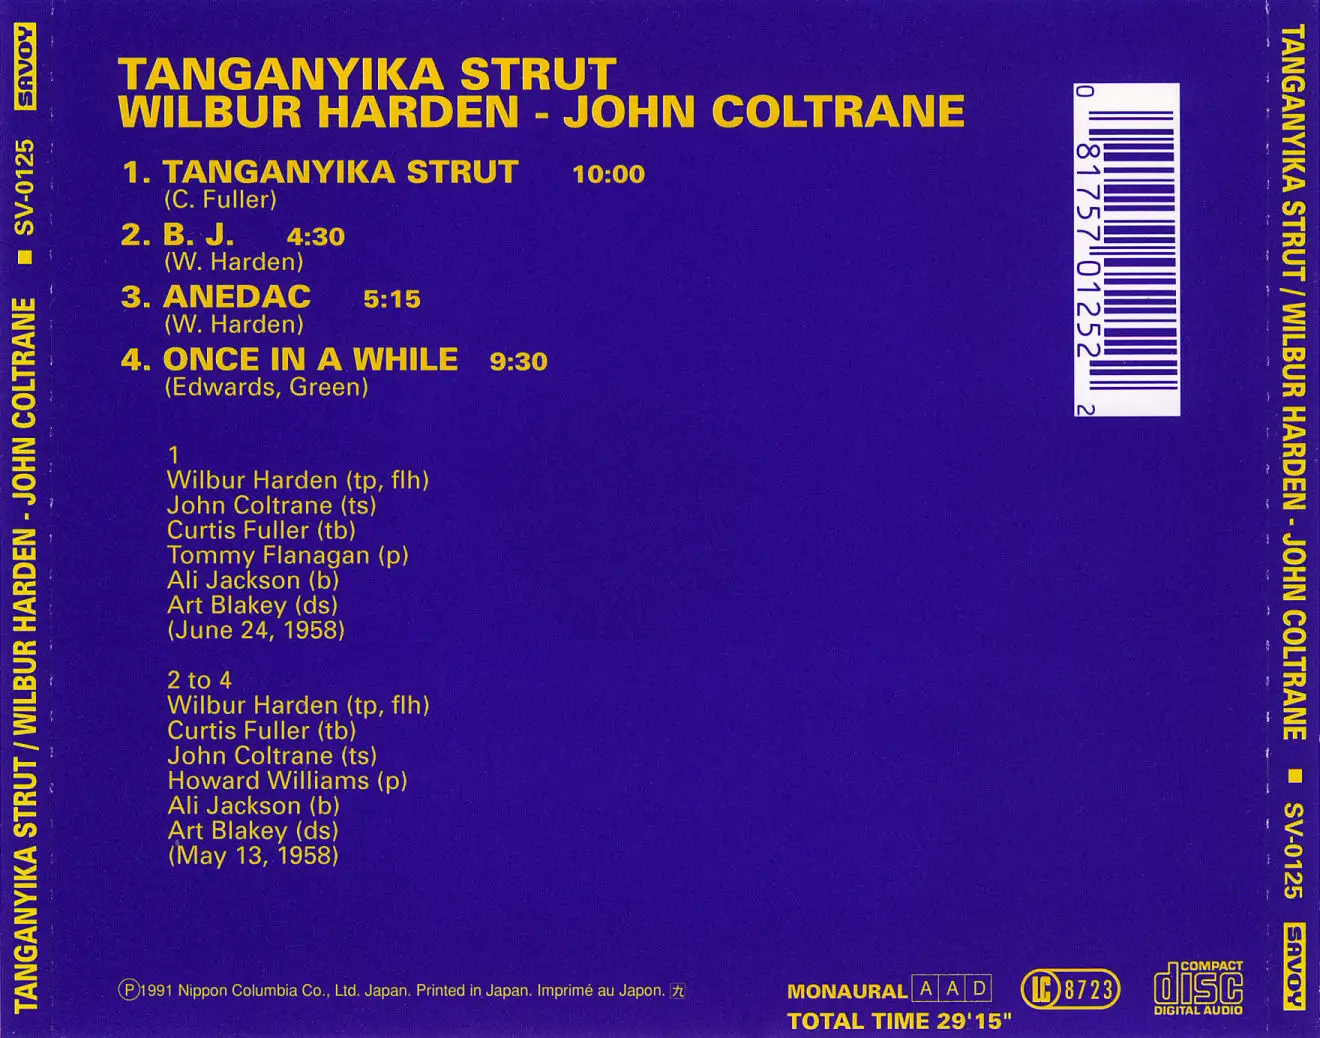 SAVOY
SV-0125
TANGANYIKA STRUT / WILBUR HARDEN - JOHN COLTRANE
TANGANYIKA STRUT
WILBUR HARDEN - JOHN COLTRANE
1. TANGANYIKA STRUT 10:00
(C. Fuller)
2. B. J. 4:30
(W. Harden)
3. ANEDAC 5:15
(W. Harden)
4. ONCE IN A WHILE 9:30
(Edwards, Green)
1
Wilbur Harden (tp, flh)
John Coltrane (ts)
Curtis Fuller (tb)
Tommy Flanagan (p)
Ali Jackson (b)
Art Blakey (ds)
(June 24, 1958)
2 to 4
Wilbur Harden (tp, flh)
Curtis Fuller (tb)
John Coltrane (ts)
Howard Williams (p)
Ali Jackson (b)
Art Blakey (ds)
(May 13, 1958)
℗1991 Nippon Columbia Co., Ltd. Japan. Printed in Japan. Imprimé au Japon. 九
MONAURAL A A D
TOTAL TIME 29'15"
LC 8723
COMPACT
disc
DIGITAL AUDIO
0 81757 01252 2
TANGANYIKA STRUT / WILBUR HARDEN - JOHN COLTRANE
SV-0125
SAVOY